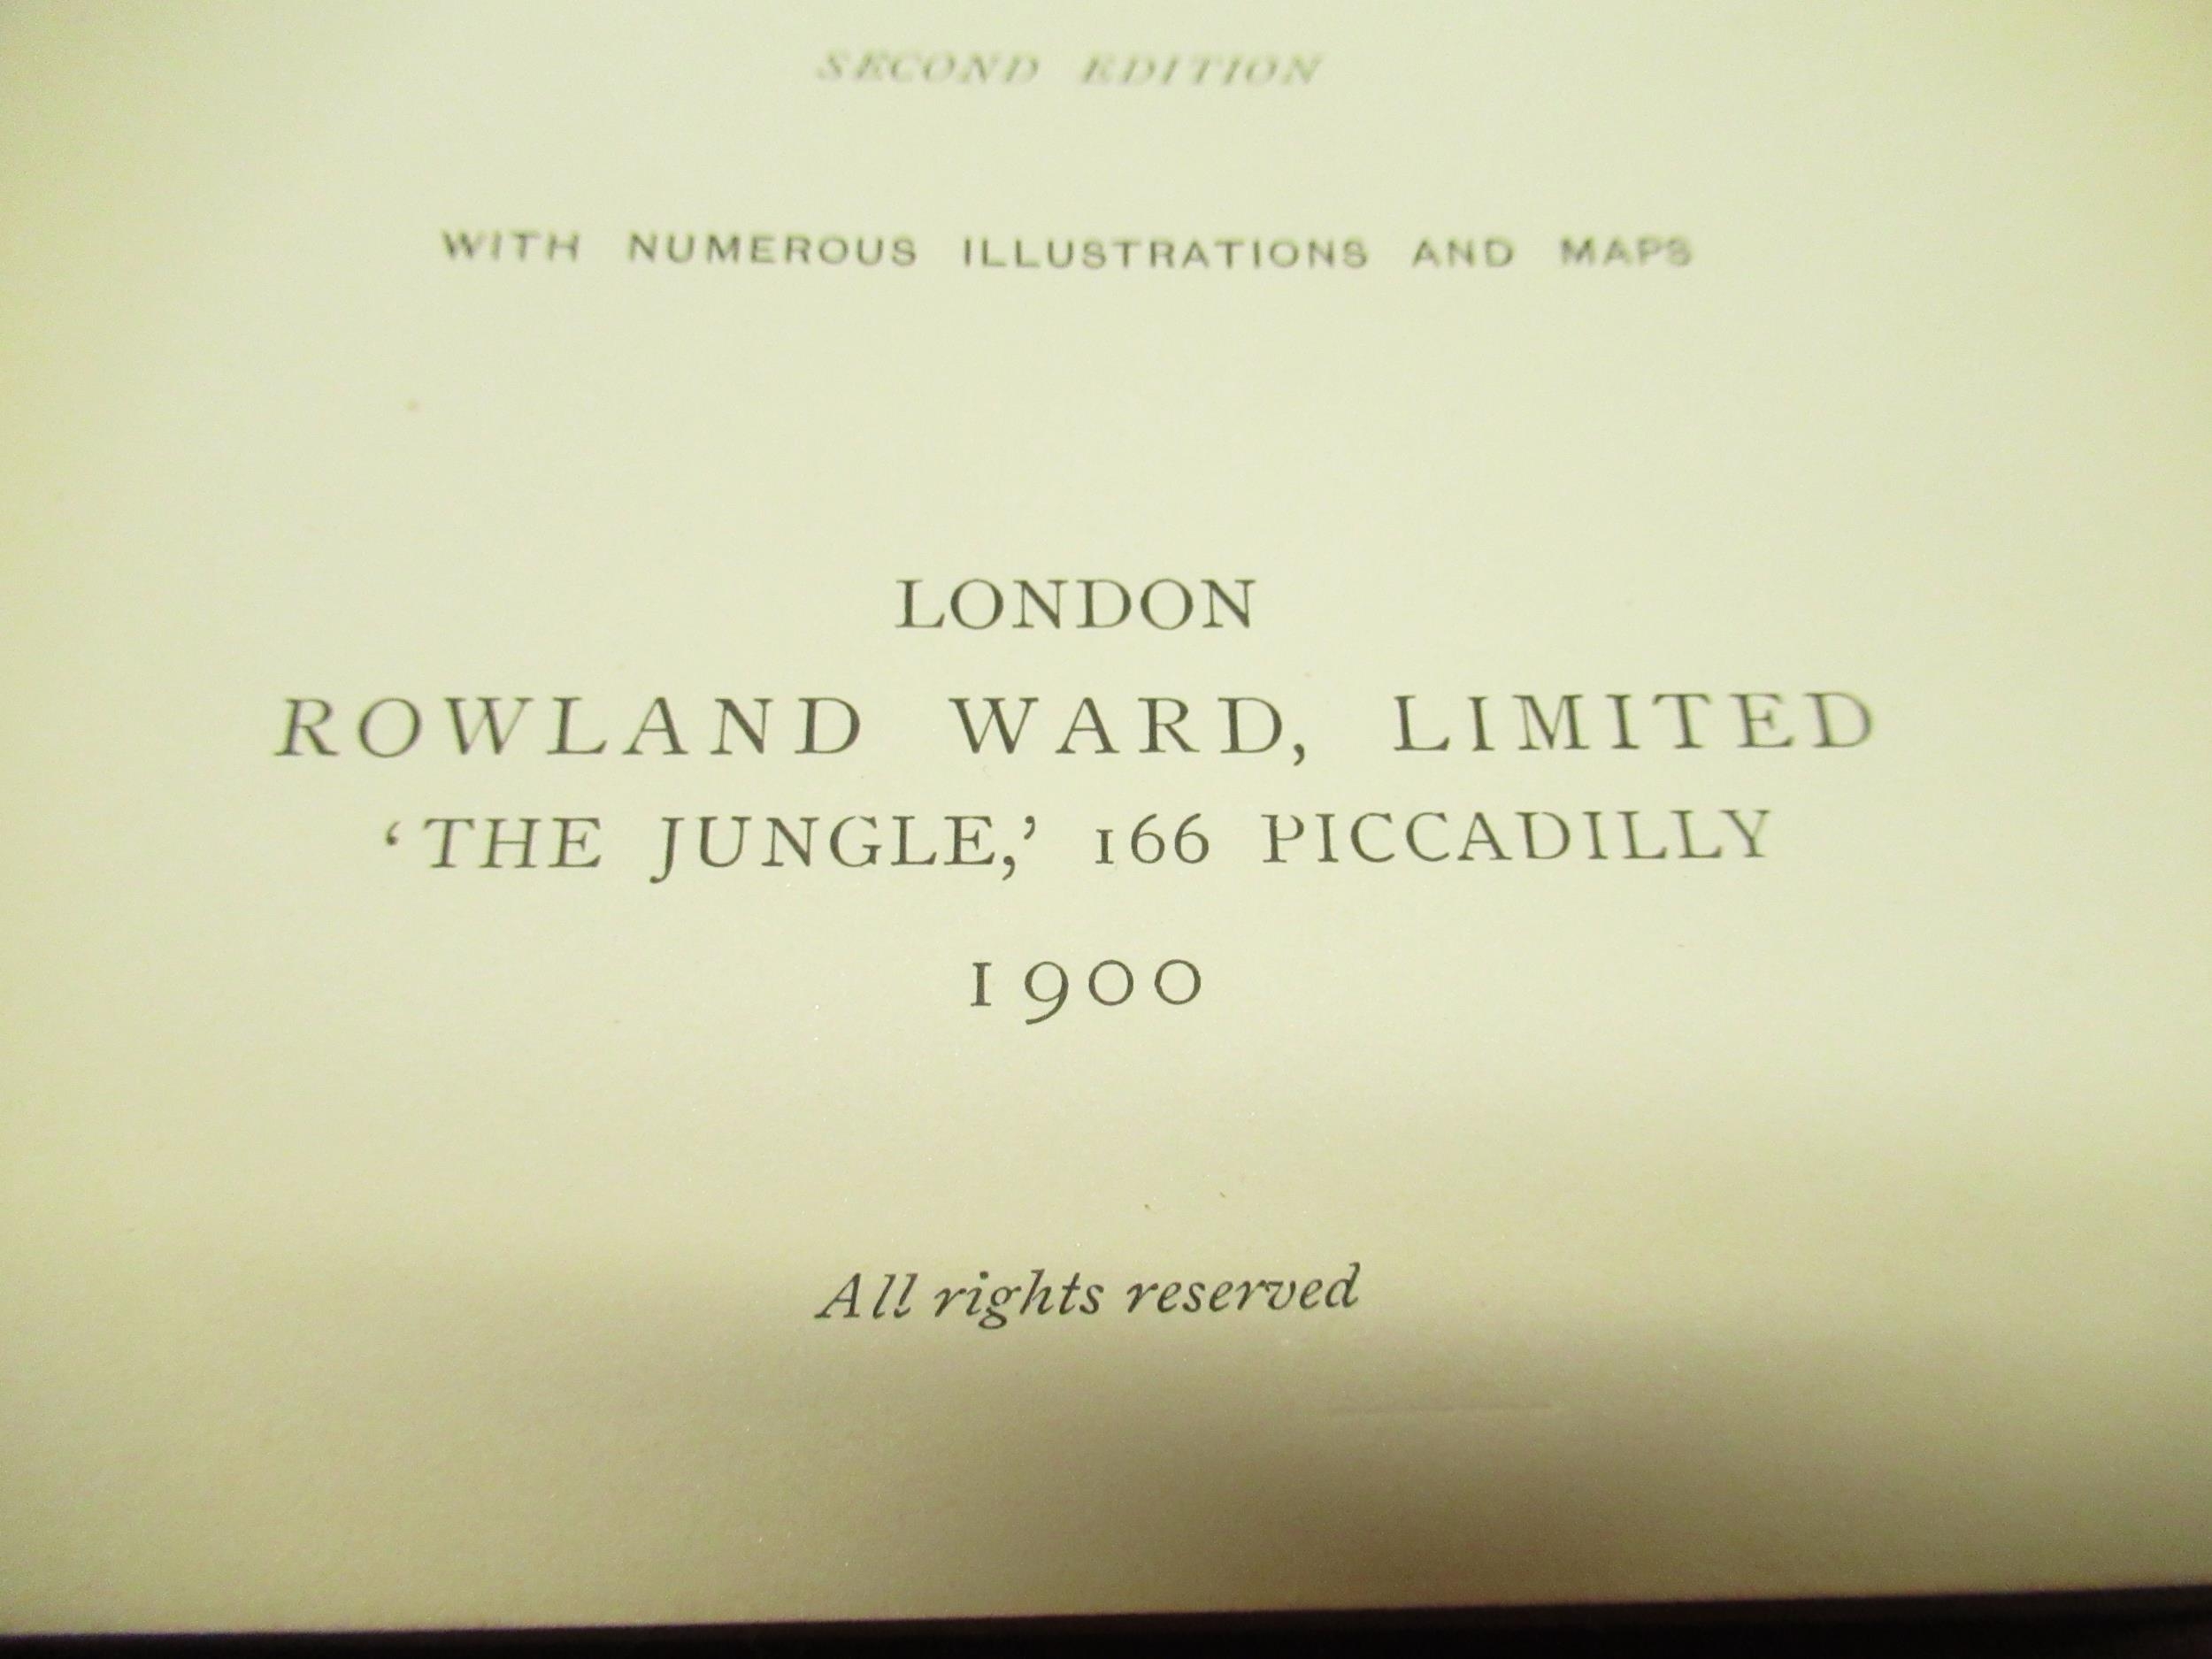 SECOND EDITION
WITH NUMEROUS ILLUSTRATIONS AND MAPS
LONDON
ROWLAND WARD, LIMITED
‘THE JUNGLE,’ 166 PICCADILLY
1900
All rights reserved